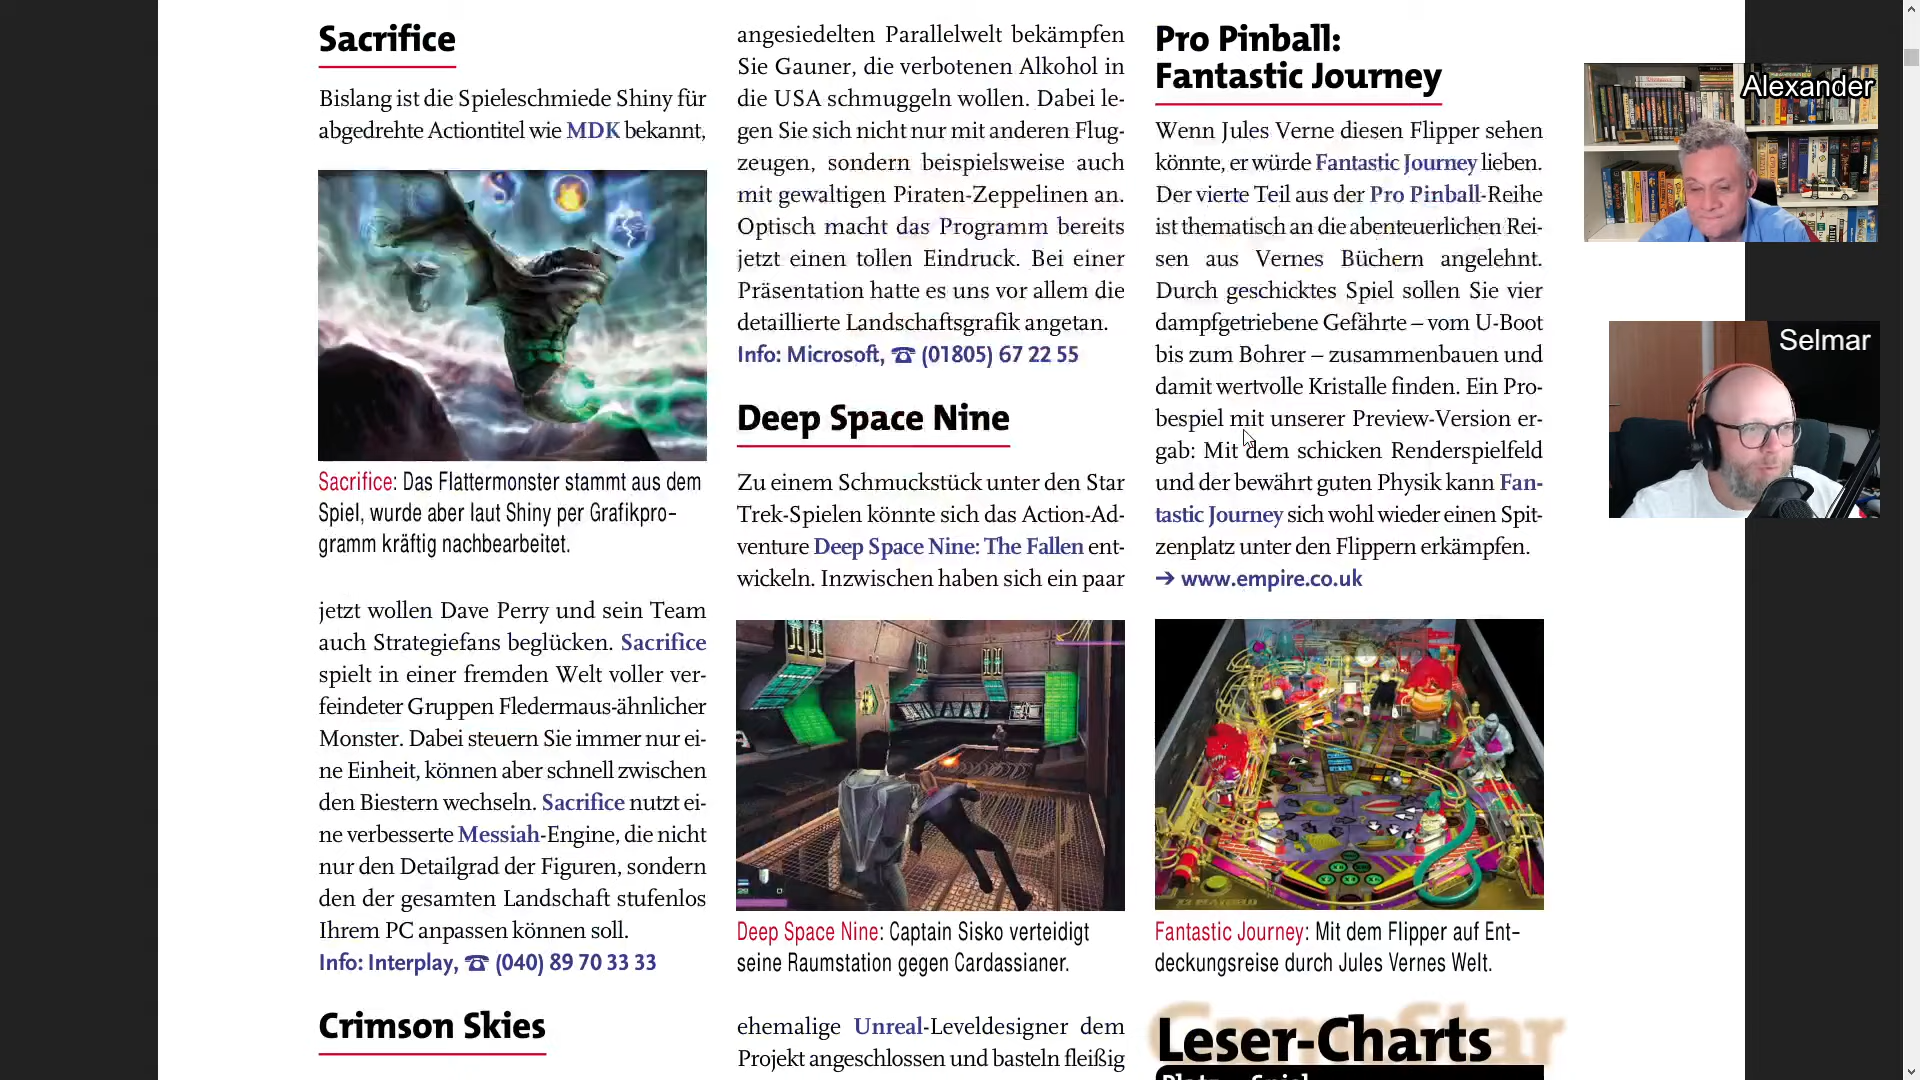 Sacrifice
Bislang ist die Spieleschmiede Shiny für
abgedrehte Actiontitel wie MDK bekannt,
Sacrifice: Das Flattermonster stammt aus dem
Spiel, wurde aber laut Shiny per Grafikpro-
gramm kräftig nachbearbeitet.
jetzt wollen Dave Perry und sein Team
auch Strategiefans beglücken. Sacrifice
spielt in einer fremden Welt voller ver-
feindeter Gruppen Fledermaus-ähnlicher
Monster. Dabei steuern Sie immer nur ei-
ne Einheit, können aber schnell zwischen
den Biestern wechseln. Sacrifice nutzt ei-
ne verbesserte Messiah-Engine, die nicht
nur den Detailgrad der Figuren, sondern
den der gesamten Landschaft stufenlos
Ihrem PC anpassen können soll.
Info: Interplay, ☎ (040) 89 70 33 33
Crimson Skies
angesiedelten Parallelwelt bekämpfen
Sie Gauner, die verbotenen Alkohol in
die USA schmuggeln wollen. Dabei le-
gen Sie sich nicht nur mit anderen Flug-
zeugen, sondern beispielsweise auch
mit gewaltigen Piraten-Zeppelinen an.
Optisch macht das Programm bereits
jetzt einen tollen Eindruck. Bei einer
Präsentation hatte es uns vor allem die
detaillierte Landschaftsgrafik angetan.
Info: Microsoft, ☎ (01805) 67 22 55
Deep Space Nine
Zu einem Schmuckstück unter den Star
Trek-Spielen könnte sich das Action-Ad-
venture Deep Space Nine: The Fallen ent-
wickeln. Inzwischen haben sich ein paar
Deep Space Nine: Captain Sisko verteidigt
seine Raumstation gegen Cardassianer.
ehemalige Unreal-Leveldesigner dem
Projekt angeschlossen und basteln fleißig
Pro Pinball:
Fantastic Journey
Wenn Jules Verne diesen Flipper sehen
könnte, er würde Fantastic Journey lieben.
Der vierte Teil aus der Pro Pinball-Reihe
ist thematisch an die abenteuerlichen Rei-
sen aus Vernes Büchern angelehnt.
Durch geschicktes Spiel sollen Sie vier
dampfgetriebene Gefährte – vom U-Boot
bis zum Bohrer – zusammenbauen und
damit wertvolle Kristalle finden. Ein Pro-
bespiel mit unserer Preview-Version er-
gab: Mit dem schicken Renderspielfeld
und der bewährt guten Physik kann Fan-
tastic Journey sich wohl wieder einen Spit-
zenplatz unter den Flippern erkämpfen.
➔ www.empire.co.uk
Fantastic Journey: Mit dem Flipper auf Ent-
deckungsreise durch Jules Vernes Welt.
GameStar
Leser-Charts
Platz Spiel
Alexander
Selmar